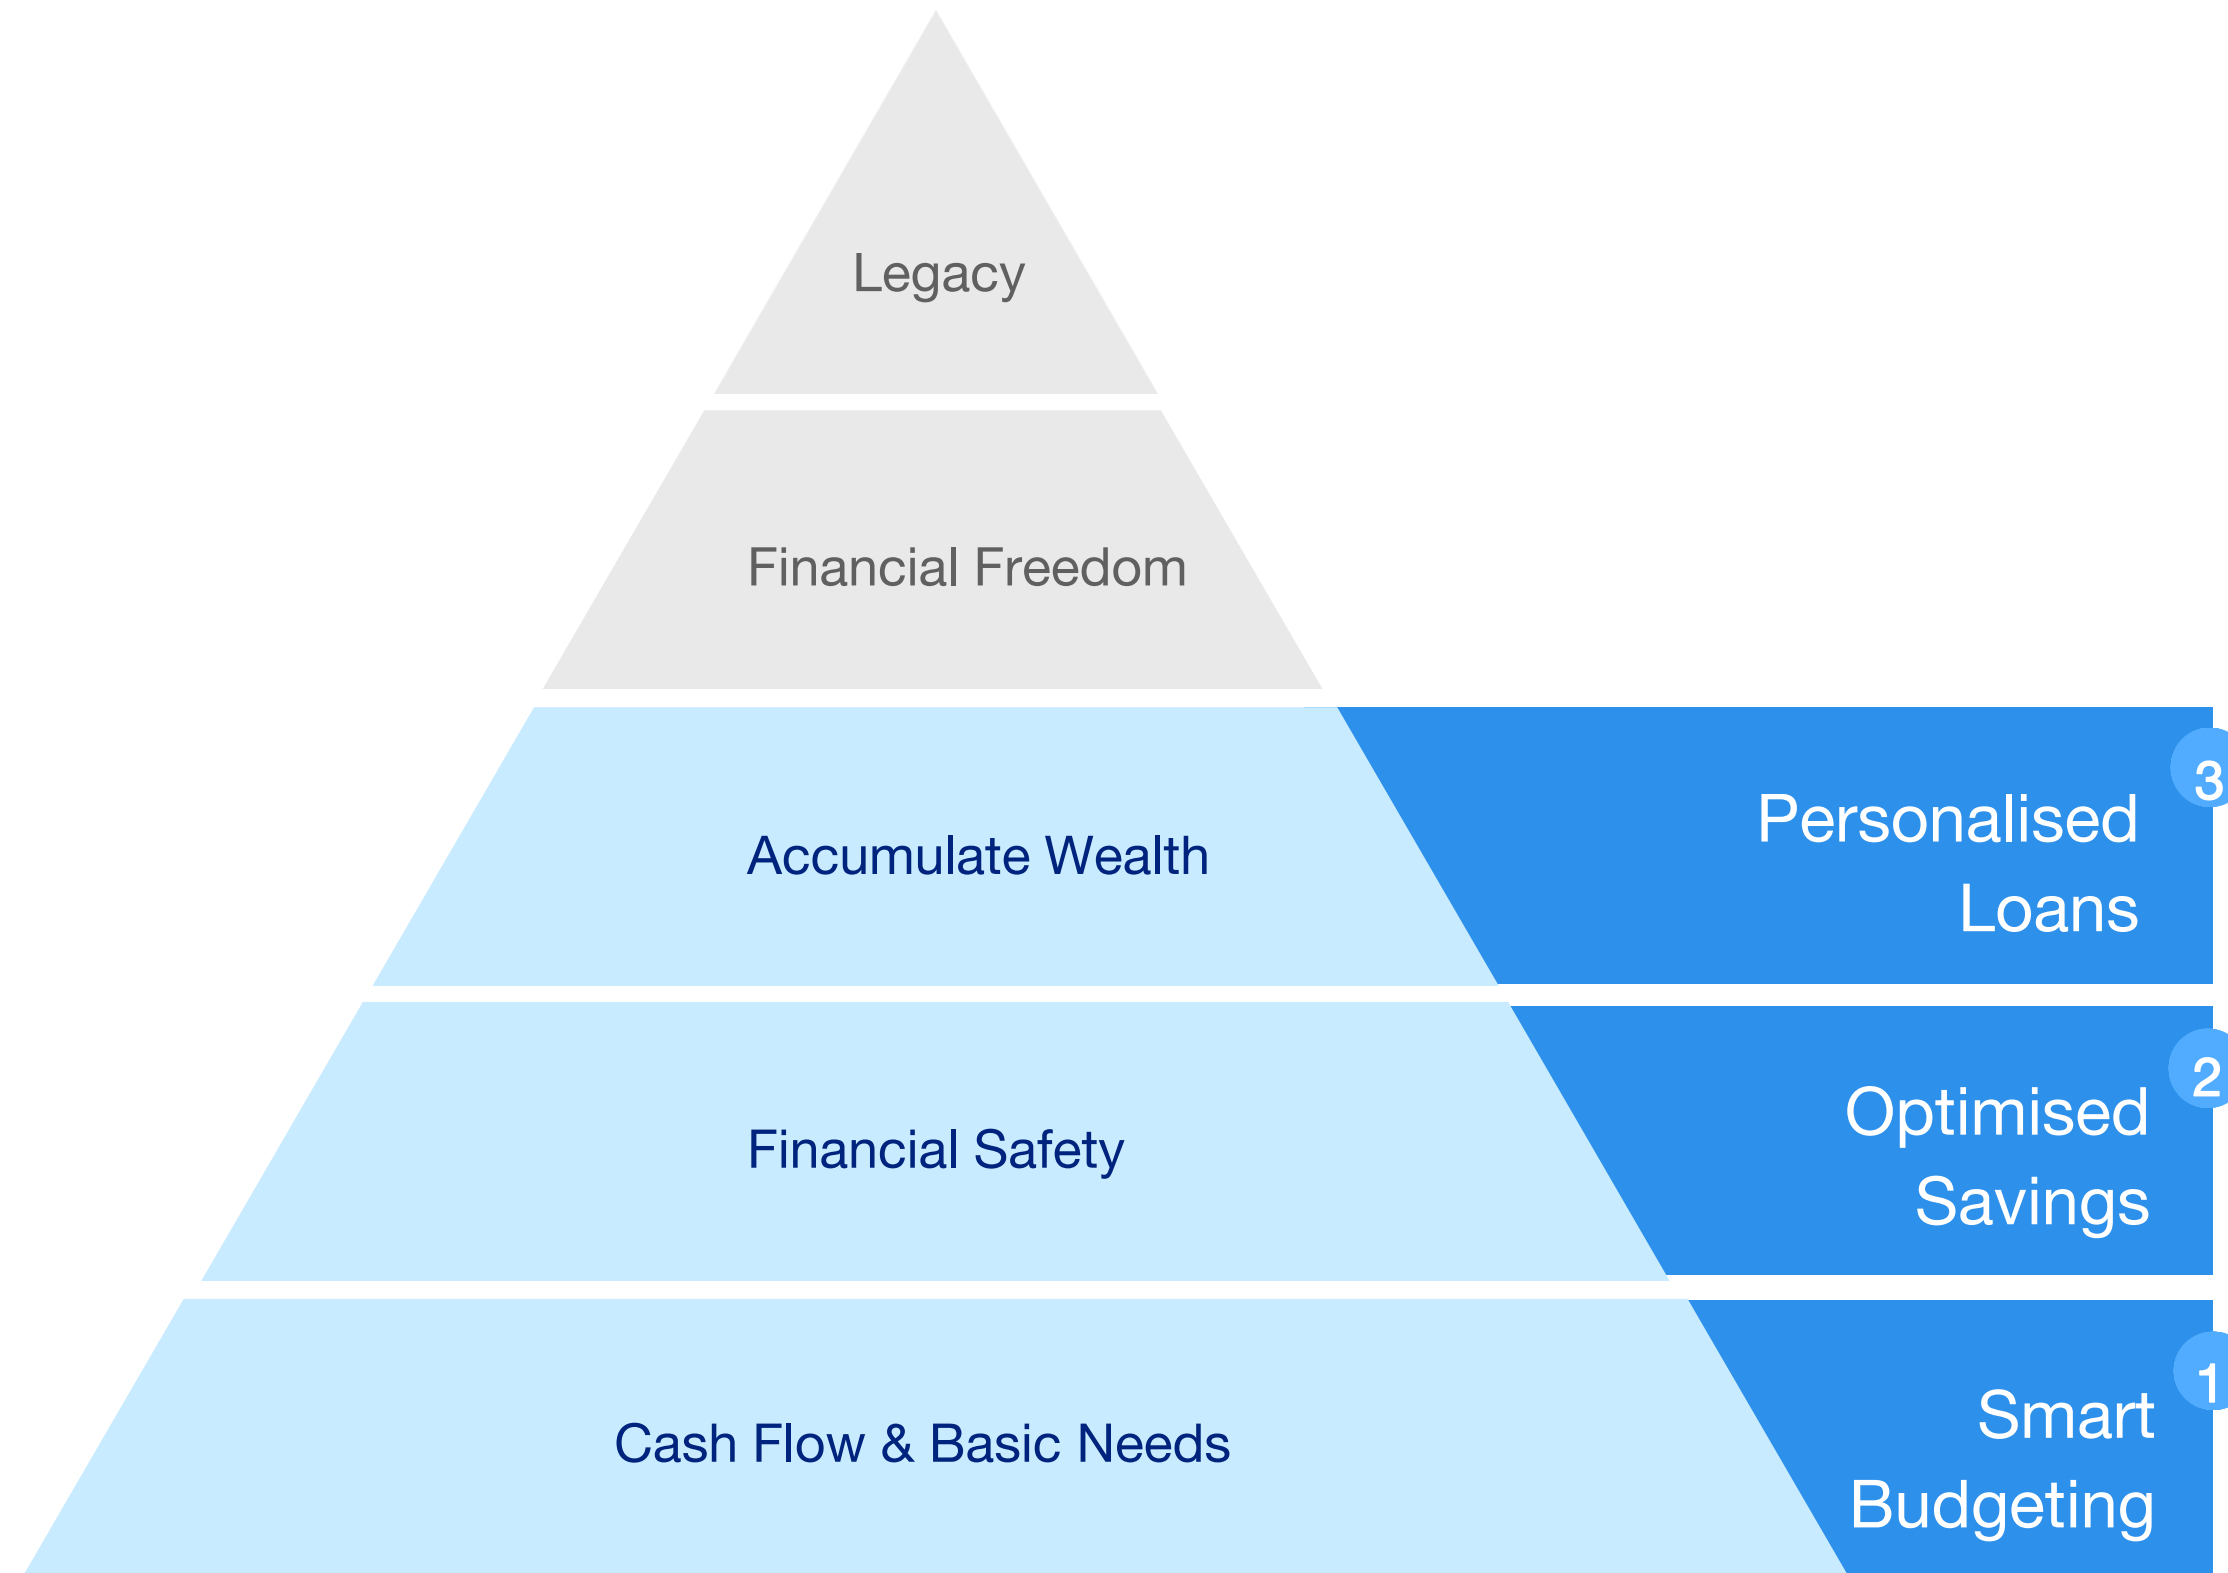 Legacy
Financial Freedom
Accumulate Wealth
3
Personalised
Loans
Financial Safety
2
Optimised
Savings
Cash Flow & Basic Needs
1
Smart
Budgeting